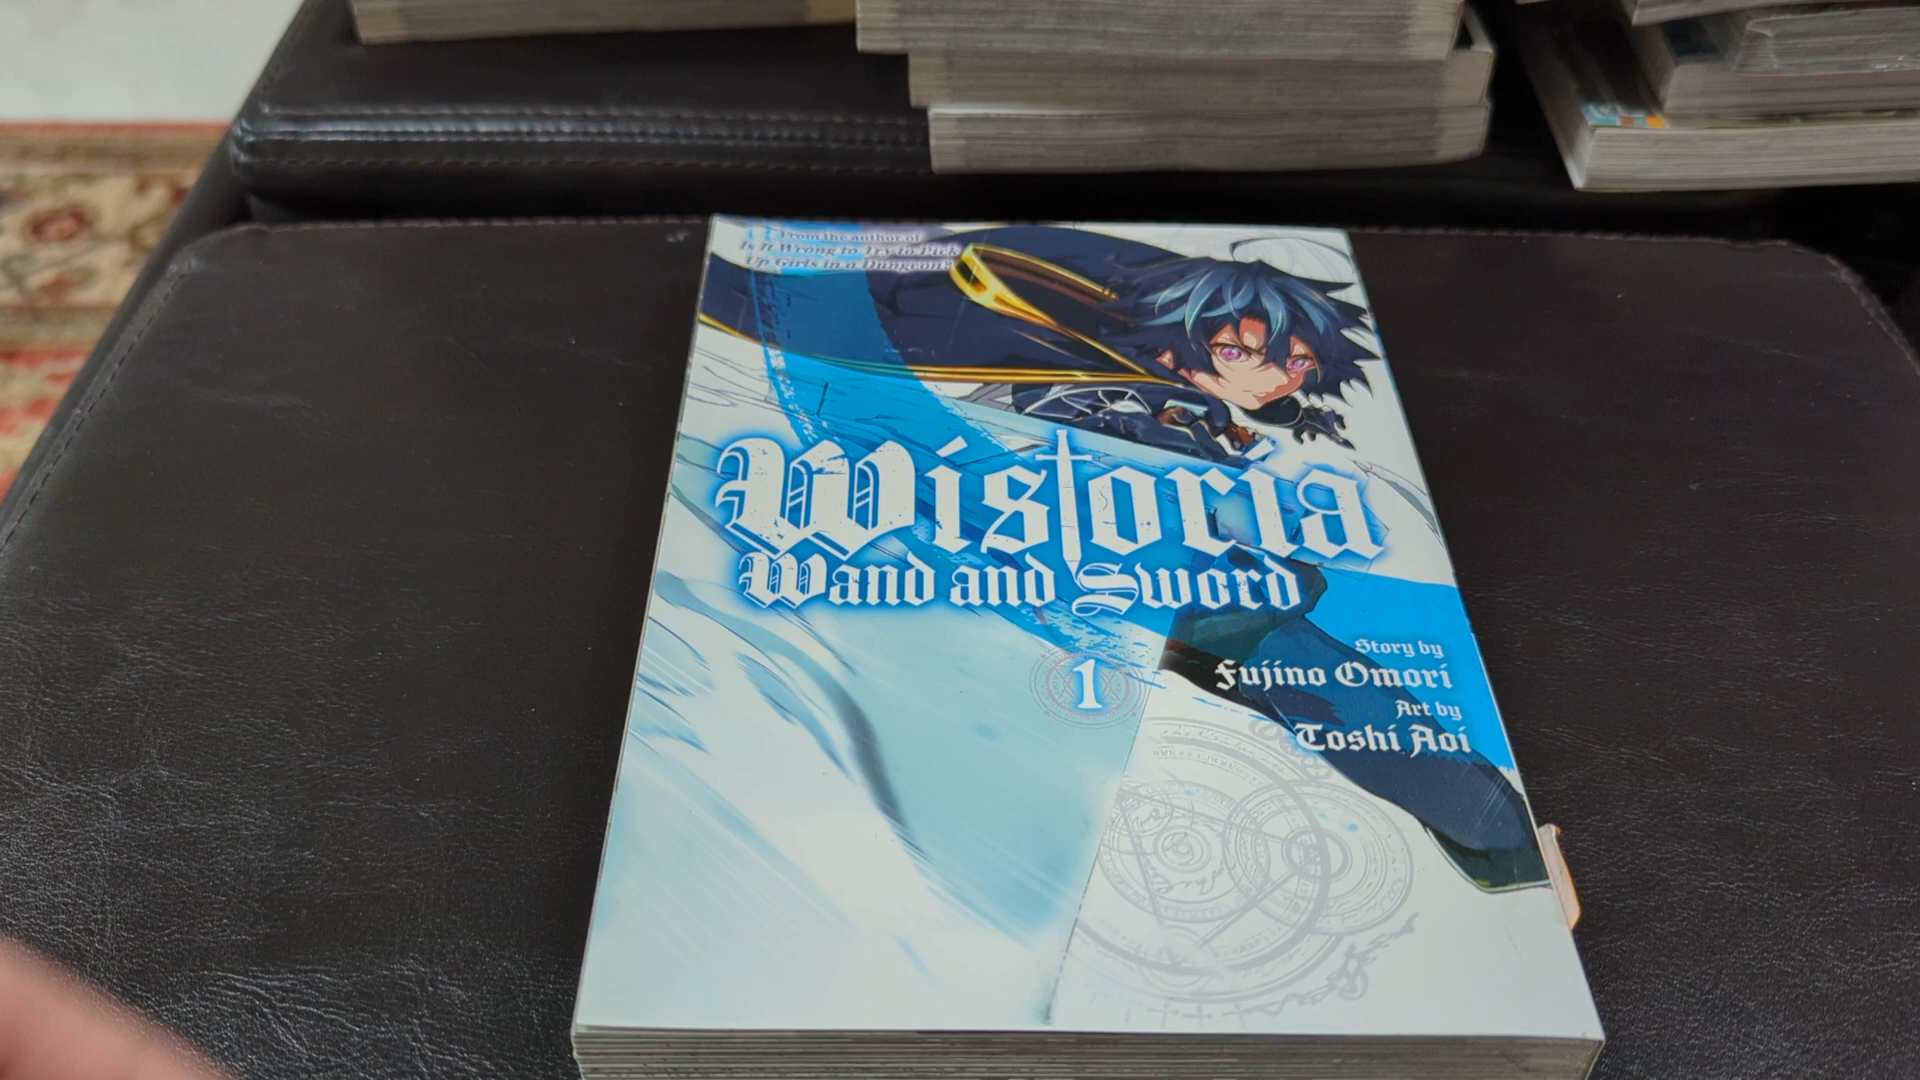 From the author of
Is It Wrong to Try to Pick
Up Girls in a Dungeon?
Wistoria
Wand and Sword
1
Story by
Fujino Omori
Art by
Toshi Aoi